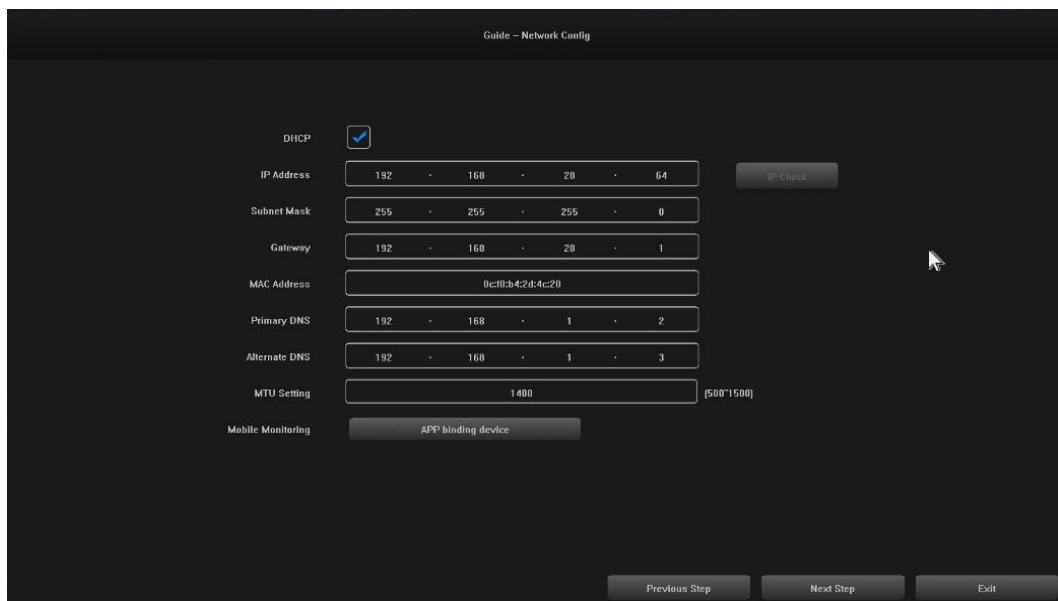 Guide – Network Config
DHCP
IP Address 192 . 168 . 28 . 64 IP Check
Subnet Mask 255 . 255 . 255 . 0
Gateway 192 . 168 . 28 . 1
MAC Address 0c:f0:b4:2d:4c:20
Primary DNS 192 . 168 . 1 . 2
Alternate DNS 192 . 168 . 1 . 3
MTU Setting 1400 (500~1500)
Mobile Monitoring APP binding device
Previous Step Next Step Exit